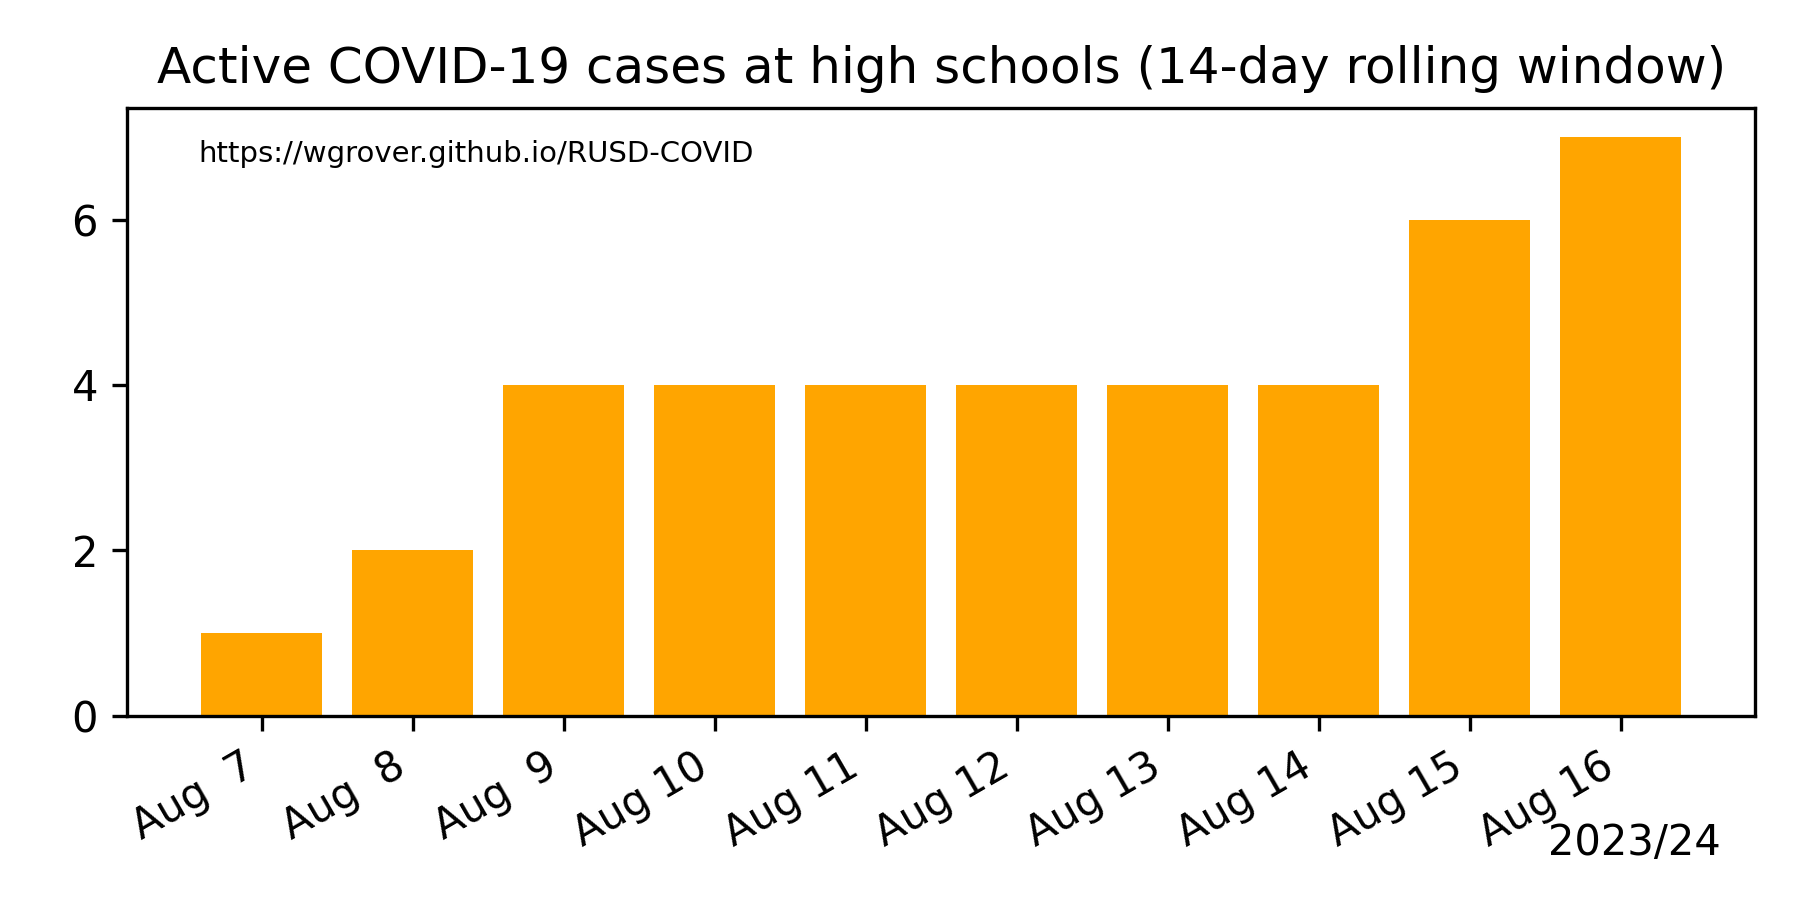 Active COVID-19 cases at high schools (14-day rolling window)
https://wgrover.github.io/RUSD-COVID
6
4
2
0
Aug 7
Aug 8
Aug 9
Aug 10
Aug 11
Aug 12
Aug 13
Aug 14
Aug 15
Aug 16
2023/24